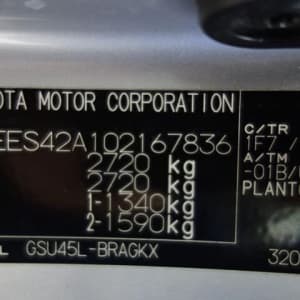 OTA MOTOR CORPORATION
EES42A102167836
2720 kg
2720 kg
1-1340kg
2-1590kg
C/TR
1F7 /
A/TM
-01B/
PLANT
GSU45L-BRAGKX
320